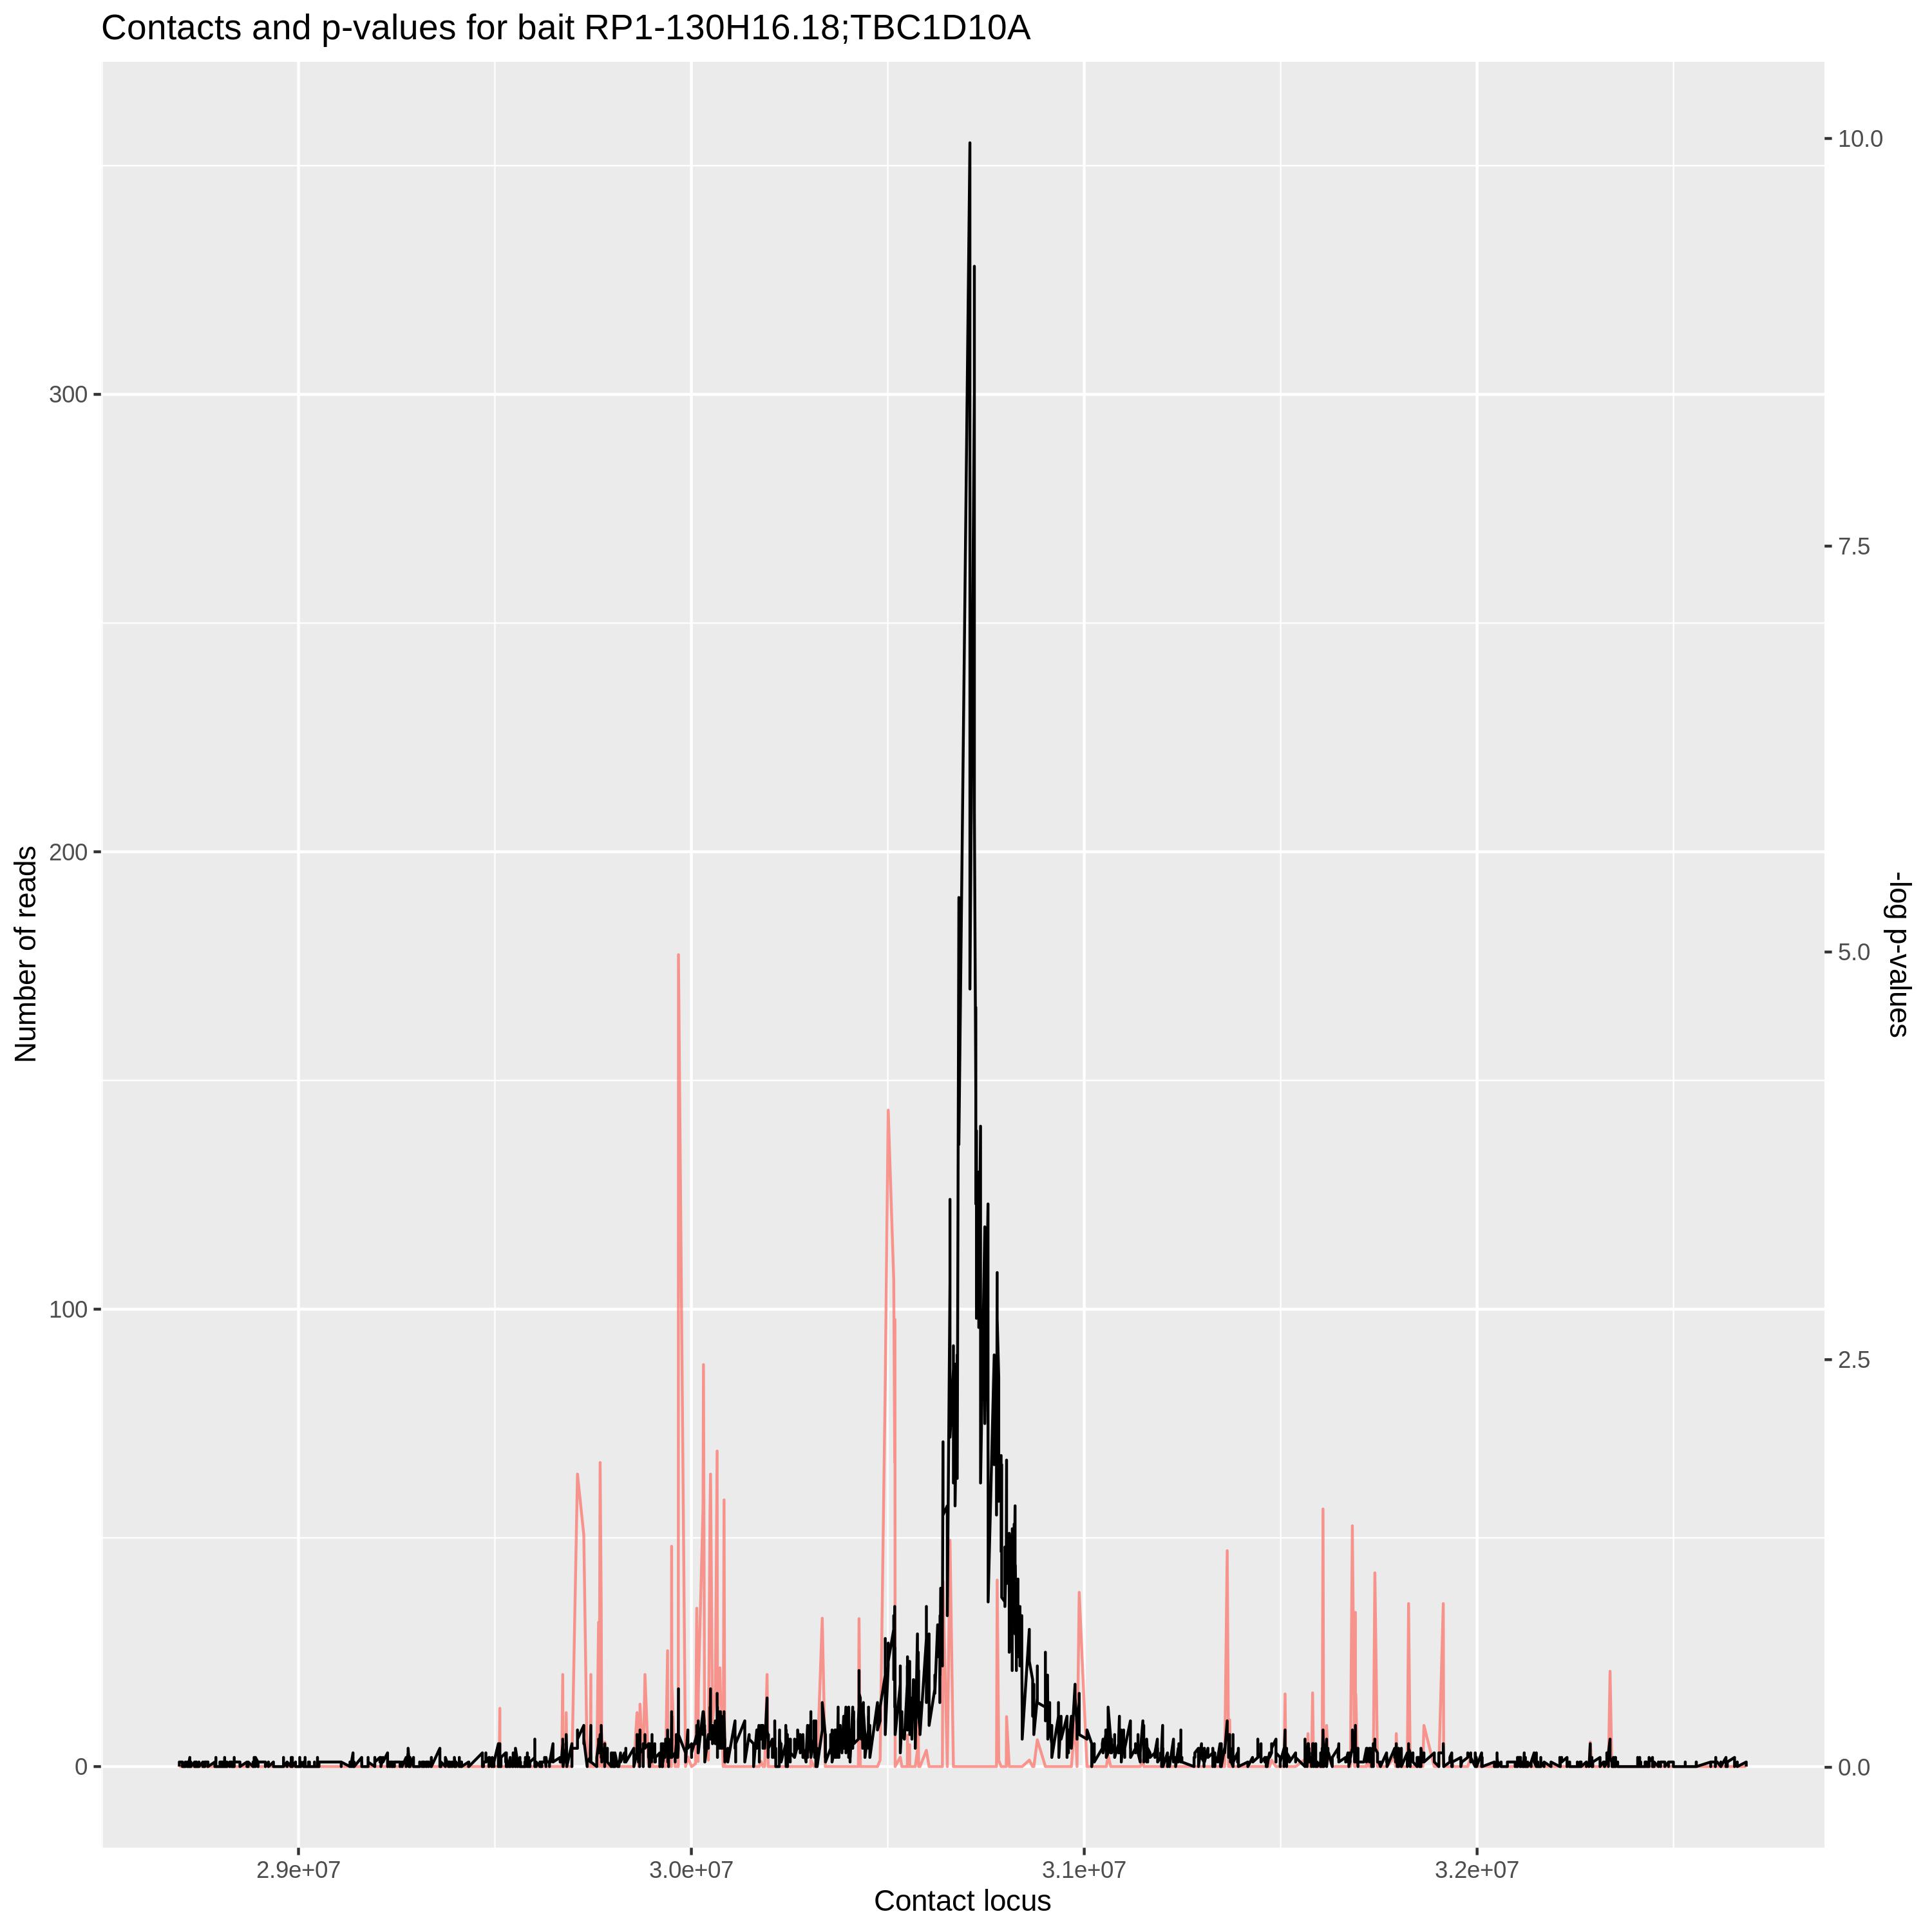 Contacts and p-values for bait RP1-130H16.18;TBC1D10A
Number of reads
300
200
100
0
10.0
7.5
5.0
2.5
0.0
-log p-values
2.9e+07
3.0e+07
3.1e+07
3.2e+07
Contact locus